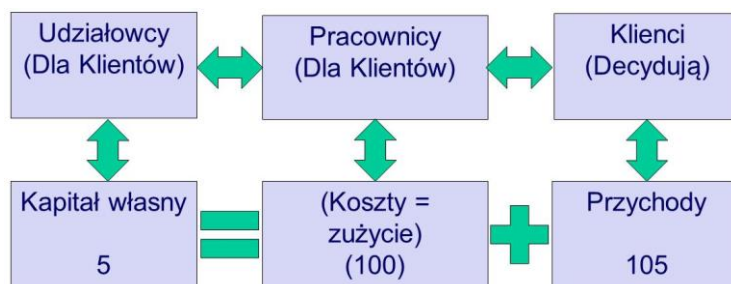 Udziałowcy
(Dla Klientów)
Pracownicy
(Dla Klientów)
Klienci
(Decydują)
Kapitał własny
5
(Koszty =
zużycie)
(100)
Przychody
105